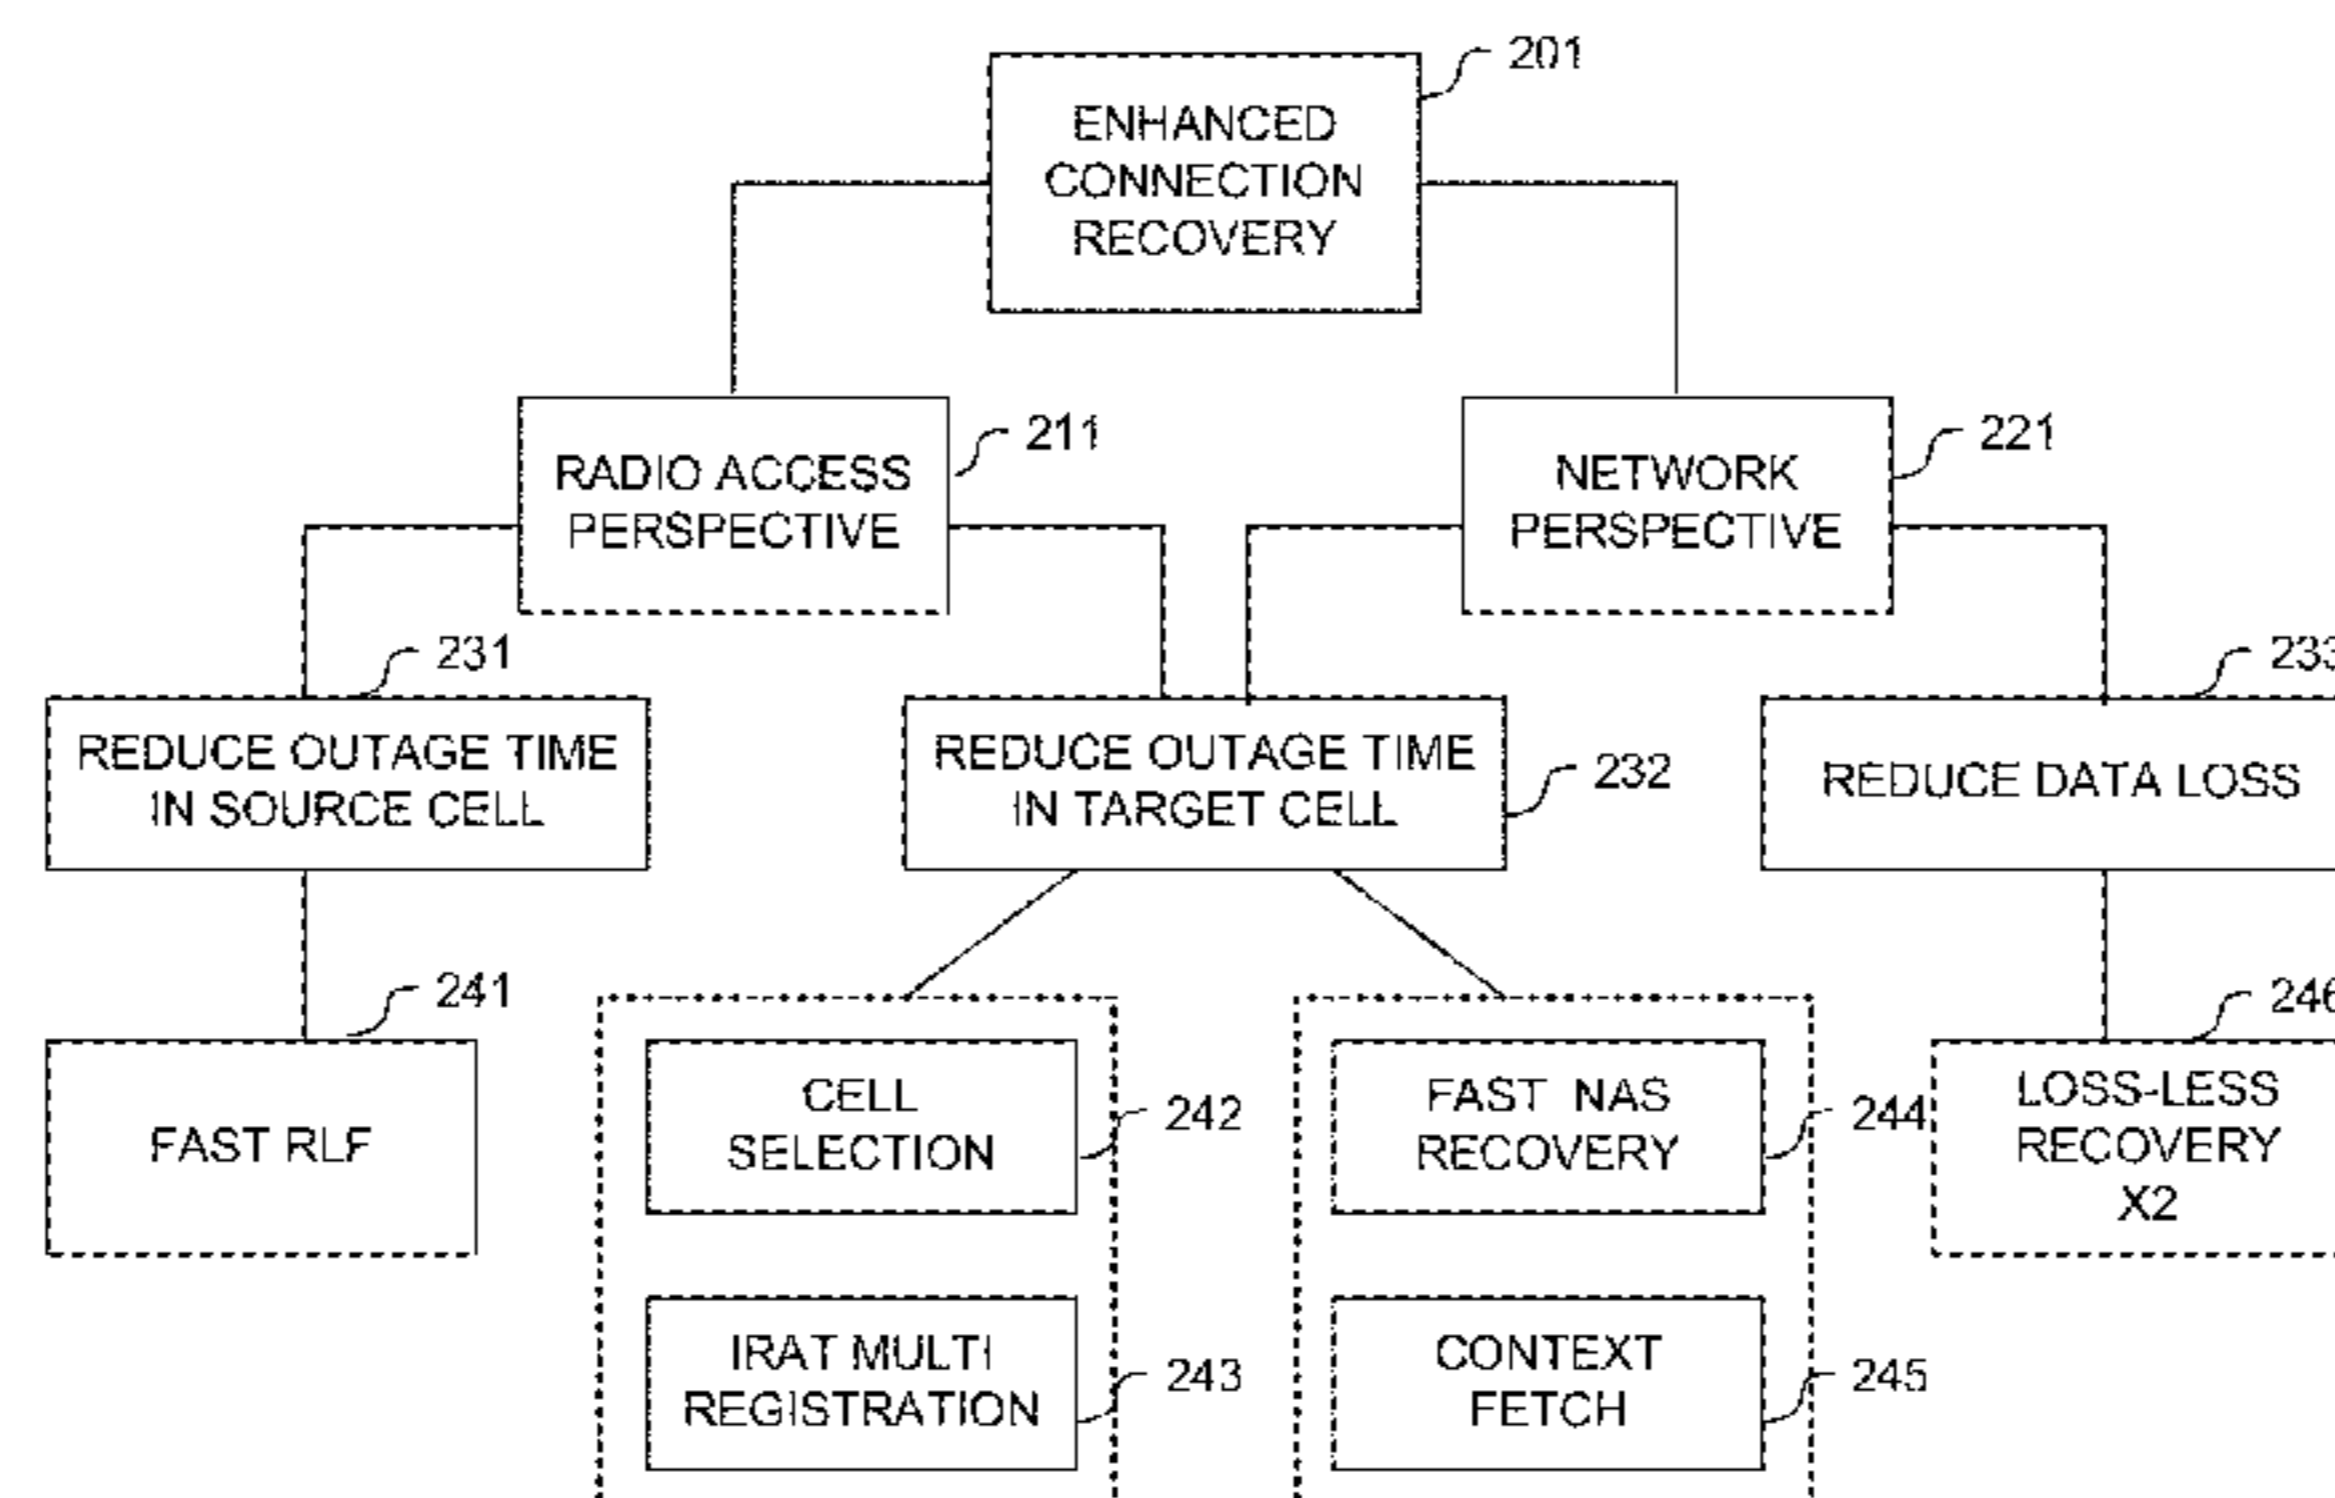 201
ENHANCED
CONNECTION
RECOVERY
211
RADIO ACCESS
PERSPECTIVE
221
NETWORK
PERSPECTIVE
231
REDUCE OUTAGE TIME
IN SOURCE CELL
REDUCE OUTAGE TIME
IN TARGET CELL
232
233
REDUCE DATA LOSS
241
FAST RLF
CELL
SELECTION
242
IRAT MULTI
REGISTRATION
243
FAST NAS
RECOVERY
244
CONTEXT
FETCH
245
246
LOSS-LESS
RECOVERY
X2